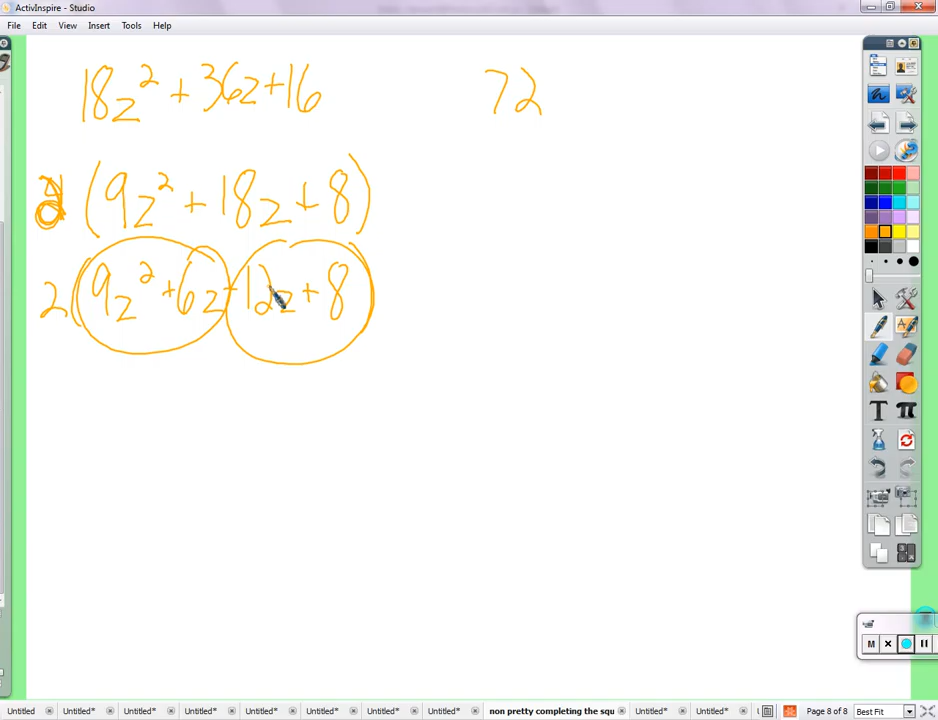 ActivInspire - Studio
File Edit View Insert Tools Help
18z² + 36z + 16 72
2 (9z² + 18z + 8)
2 (9z² + 6z + 12z + 8
M
Untitled Untitled* Untitled* Untitled* Untitled* Untitled* Untitled* Untitled* non pretty completing the squ Untitled* Untitled* Page 8 of 8 Best Fit